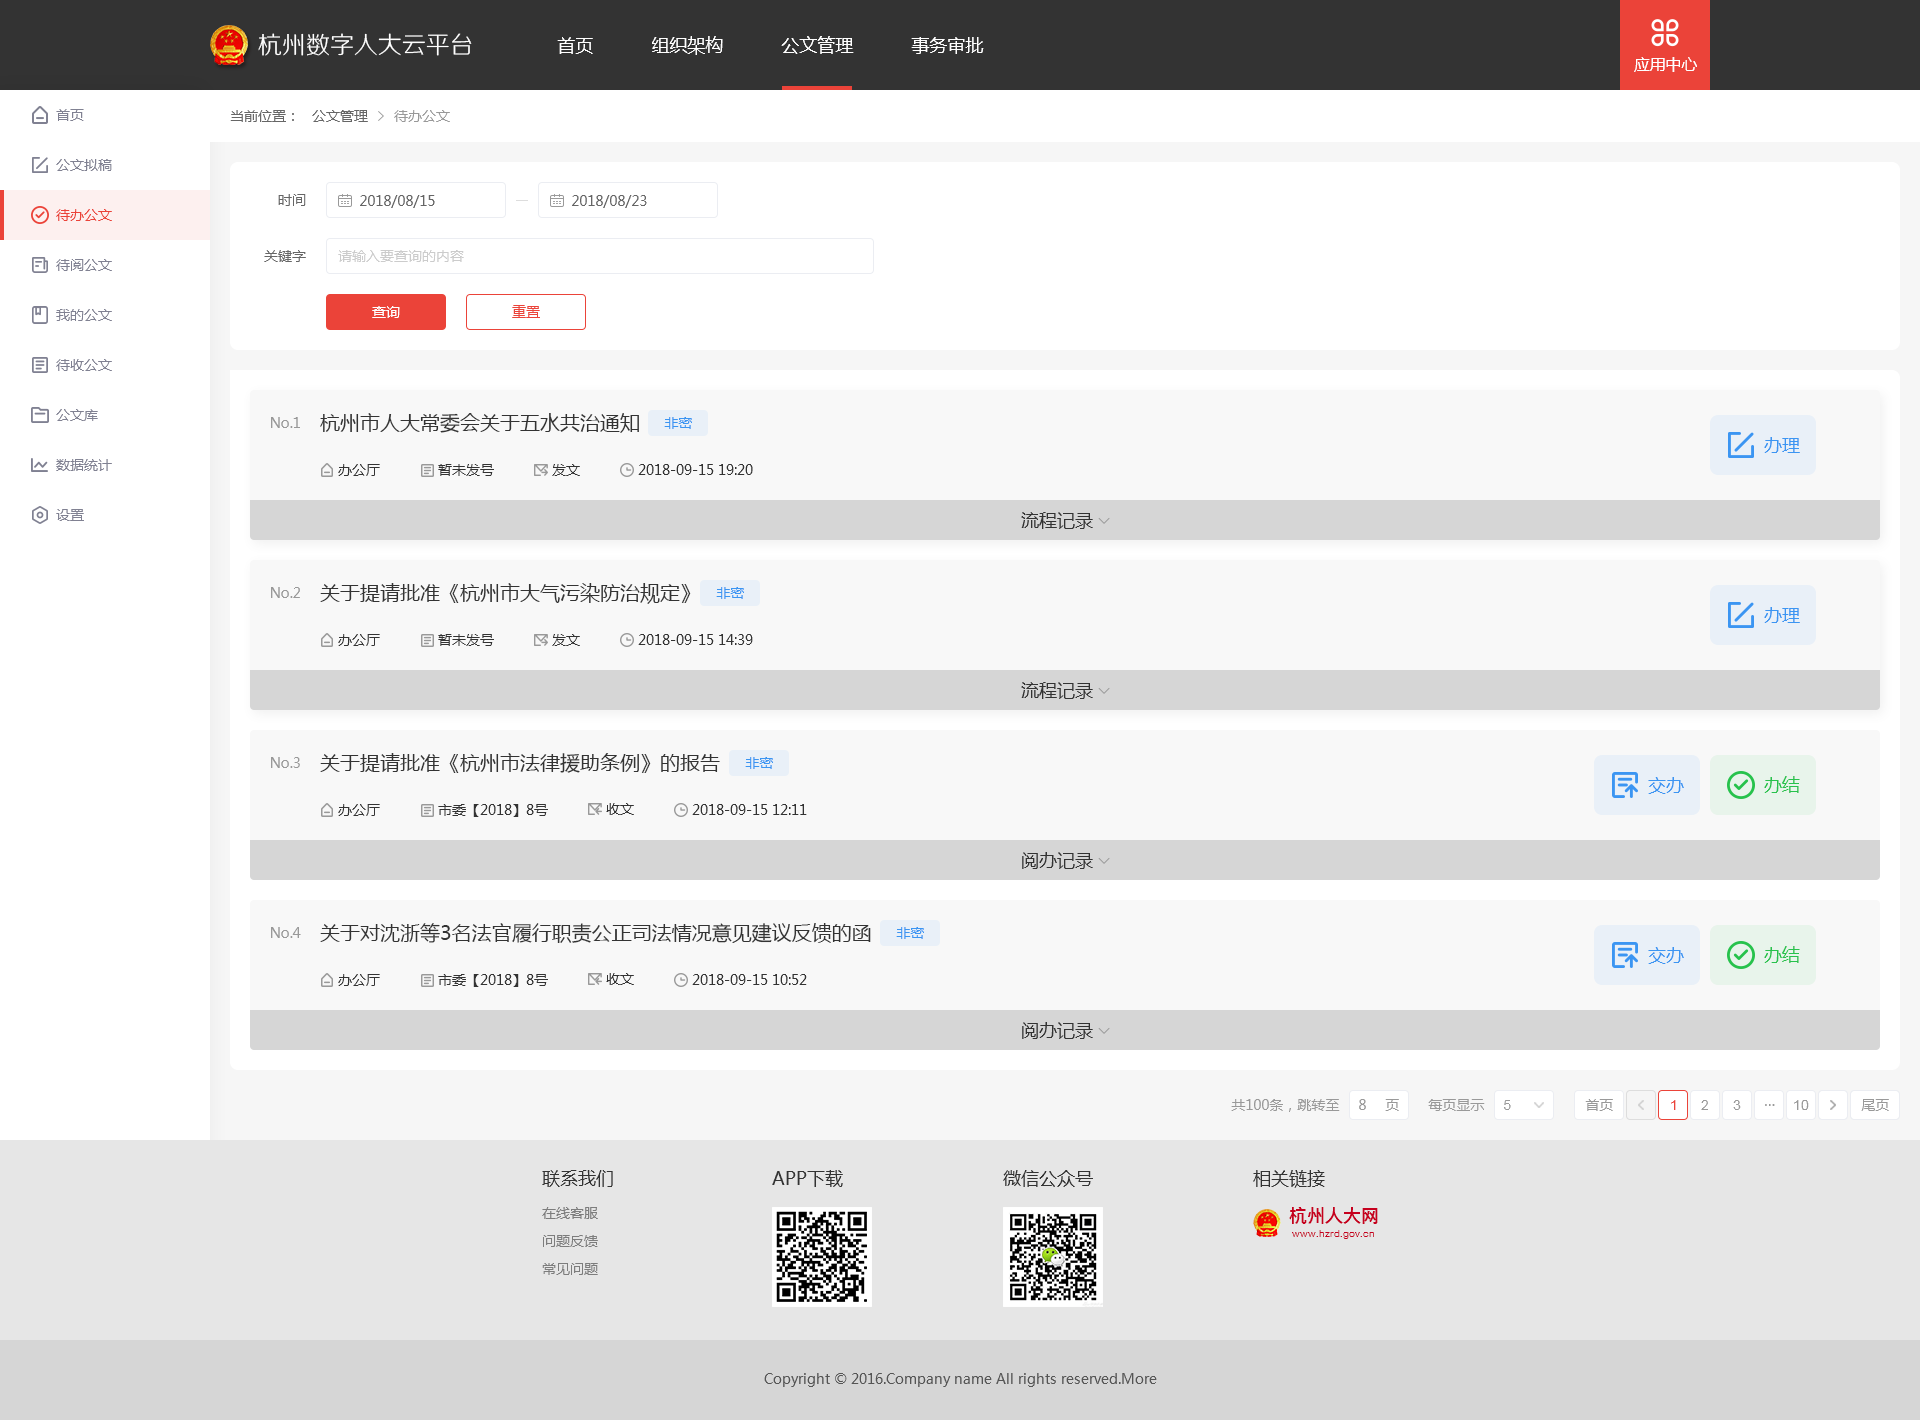 杭州数字人大云平台 首页 组织架构 公文管理 事务审批 应用中心
首页
公文拟稿
待办公文
待阅公文
我的公文
待收公文
公文库
数据统计
设置
当前位置： 公文管理 > 待办公文
时间 2018/08/15 — 2018/08/23
关键字 请输入要查询的内容
查询 重置
No.1 杭州市人大常委会关于五水共治通知 非密
办公厅 暂未发号 发文 2018-09-15 19:20
办理
流程记录
No.2 关于提请批准《杭州市大气污染防治规定》 非密
办公厅 暂未发号 发文 2018-09-15 14:39
办理
流程记录
No.3 关于提请批准《杭州市法律援助条例》的报告 非密
办公厅 市委【2018】8号 收文 2018-09-15 12:11
交办 办结
阅办记录
No.4 关于对沈浙等3名法官履行职责公正司法情况意见建议反馈的函 非密
办公厅 市委【2018】8号 收文 2018-09-15 10:52
交办 办结
阅办记录
共100条，跳转至 8 页 每页显示 5 首页 < 1 2 3 ··· 10 > 尾页
联系我们
在线客服
问题反馈
常见问题
APP下载
微信公众号
相关链接
杭州人大网
www.hzrd.gov.cn
Copyright © 2016.Company name All rights reserved.More